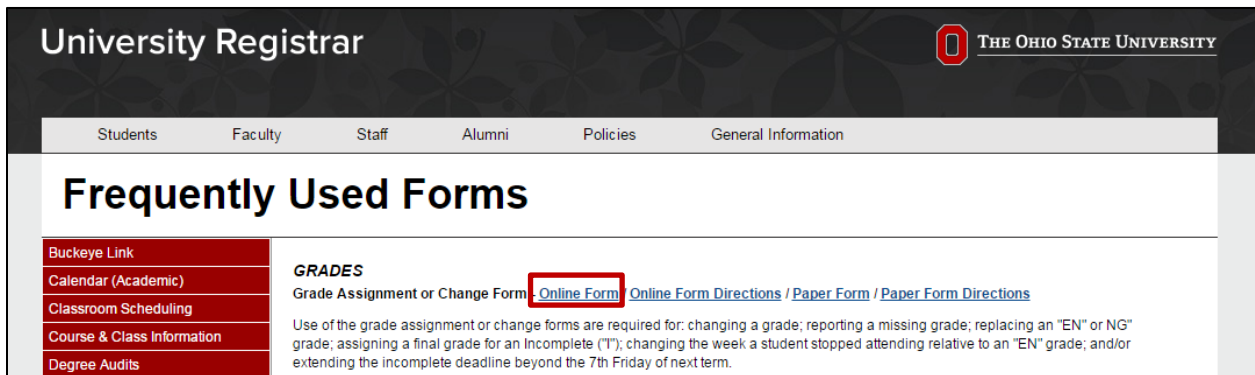 University Registrar
THE OHIO STATE UNIVERSITY
Students Faculty Staff Alumni Policies General Information
Frequently Used Forms
Buckeye Link
Calendar (Academic)
Classroom Scheduling
Course & Class Information
Degree Audits
GRADES
Grade Assignment or Change Form - Online Form / Online Form Directions / Paper Form / Paper Form Directions
Use of the grade assignment or change forms are required for: changing a grade; reporting a missing grade; replacing an "EN" or NG"
grade; assigning a final grade for an Incomplete ("I"); changing the week a student stopped attending relative to an "EN" grade; and/or
extending the incomplete deadline beyond the 7th Friday of next term.